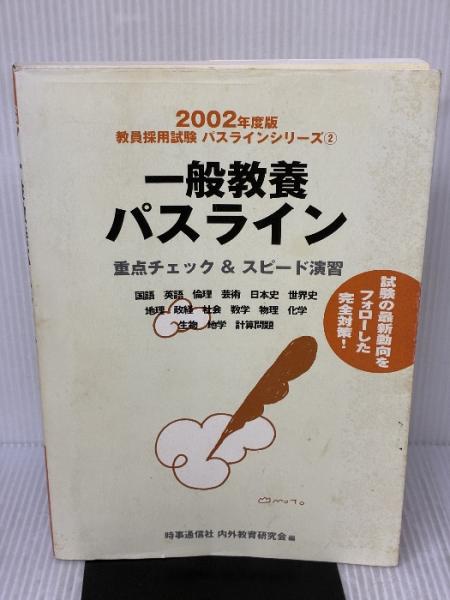 2002年度版
教員採用試験 パスラインシリーズ②
一般教養
パスライン
重点チェック & スピード演習
国語 英語 倫理 芸術 日本史 世界史
地理 政経 社会 数学 物理 化学
生物 地学 計算問題
試験の最新動向を
フォローした
完全対策!
時事通信社 内外教育研究会 編